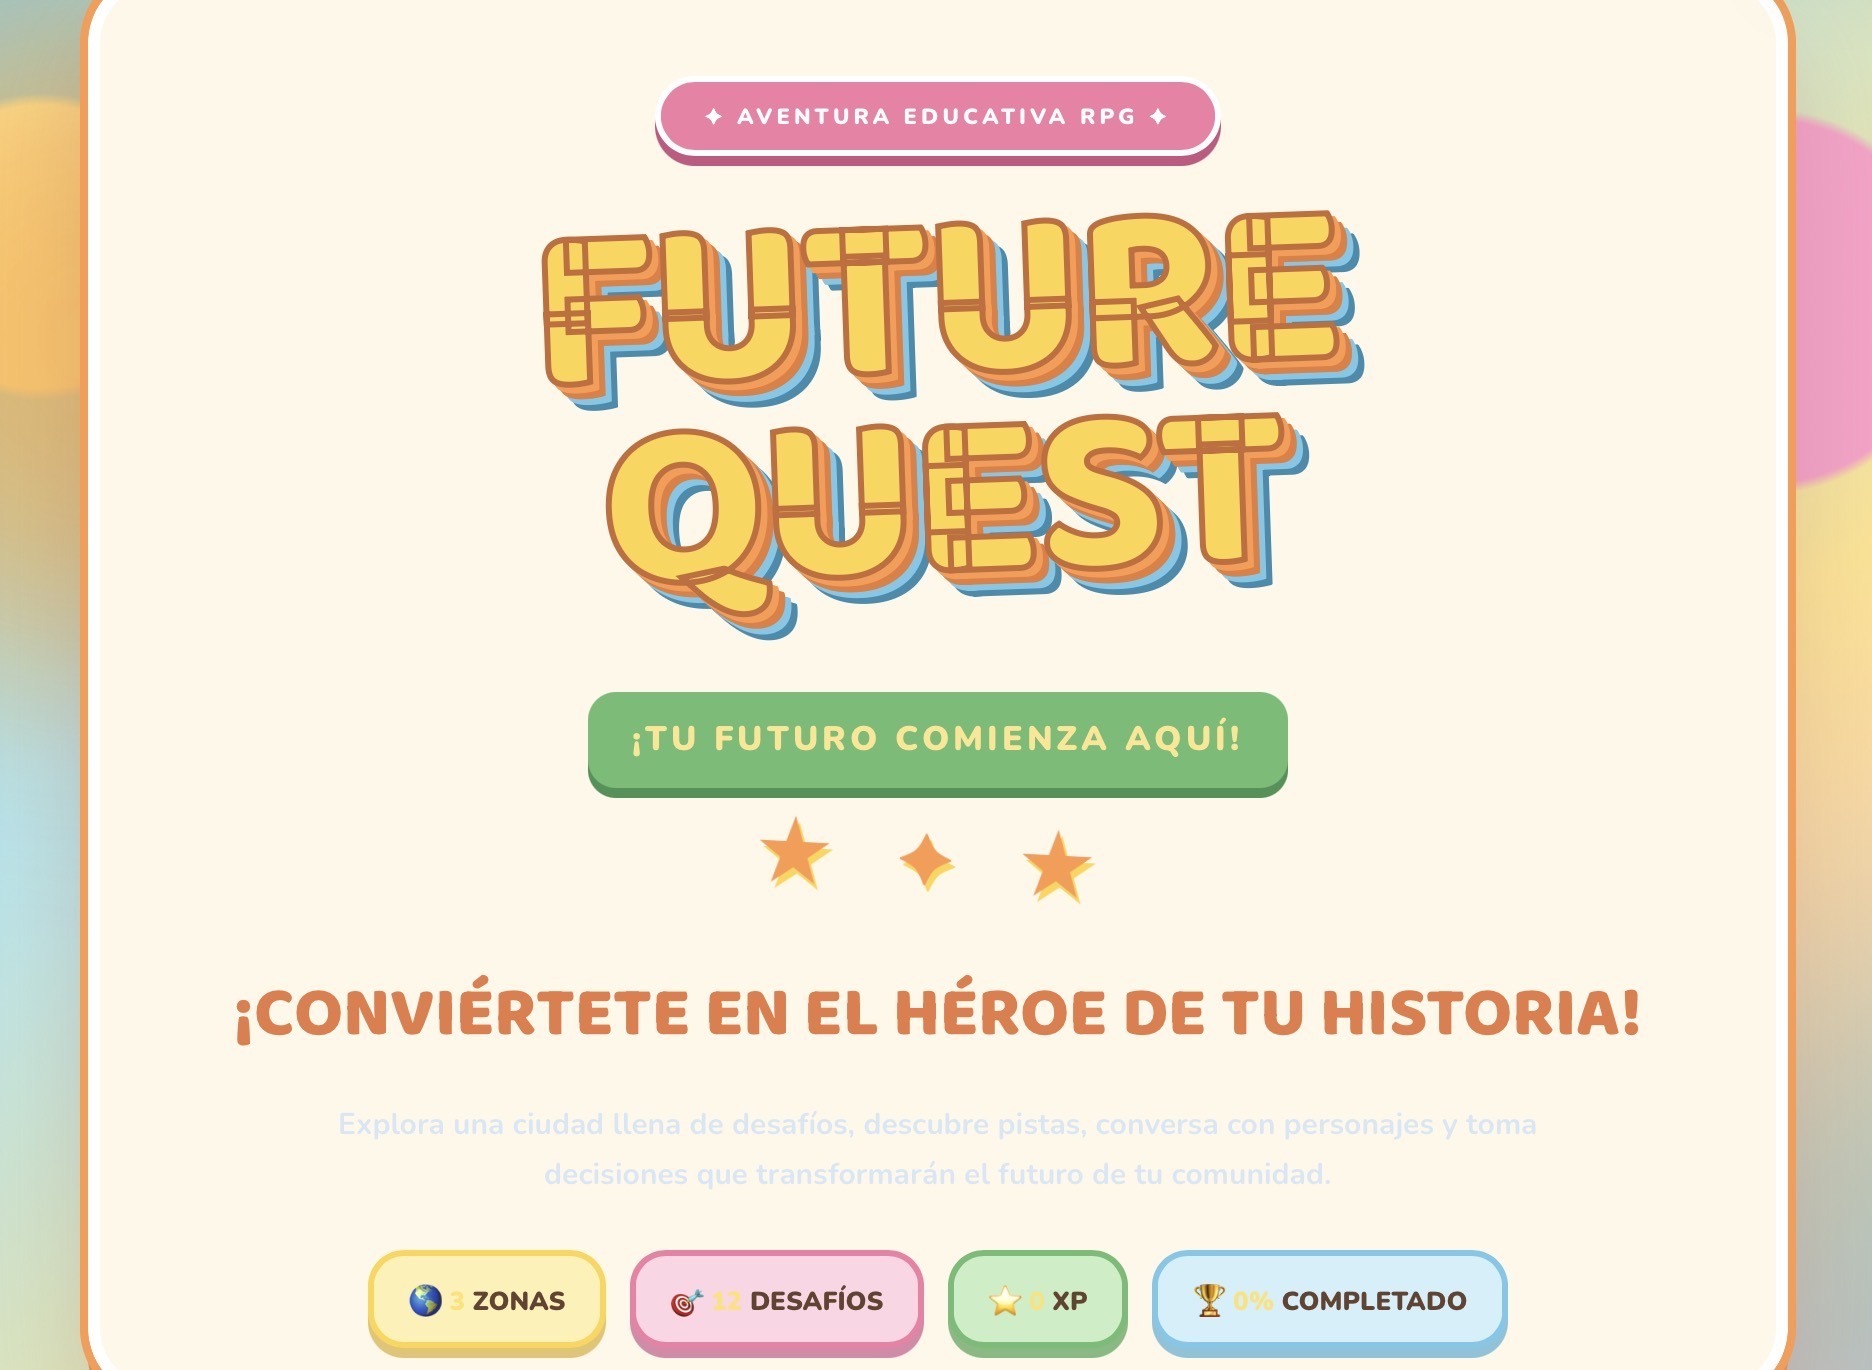 ✦ AVENTURA EDUCATIVA RPG ✦
FUTURE
QUEST
¡TU FUTURO COMIENZA AQUÍ!
¡CONVIÉRTETE EN EL HÉROE DE TU HISTORIA!
Explora una ciudad llena de desafíos, descubre pistas, conversa con personajes y toma
decisiones que transformarán el futuro de tu comunidad.
3 ZONAS
12 DESAFÍOS
0 XP
0% COMPLETADO